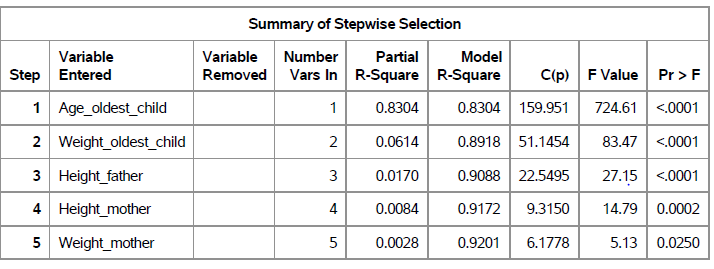 Summary of Stepwise Selection
Step Variable Entered Variable Removed Number Vars In Partial R-Square Model R-Square C(p) F Value Pr > F
1 Age_oldest_child 1 0.8304 0.8304 159.951 724.61 <.0001
2 Weight_oldest_child 2 0.0614 0.8918 51.1454 83.47 <.0001
3 Height_father 3 0.0170 0.9088 22.5495 27.15 <.0001
4 Height_mother 4 0.0084 0.9172 9.3150 14.79 0.0002
5 Weight_mother 5 0.0028 0.9201 6.1778 5.13 0.0250